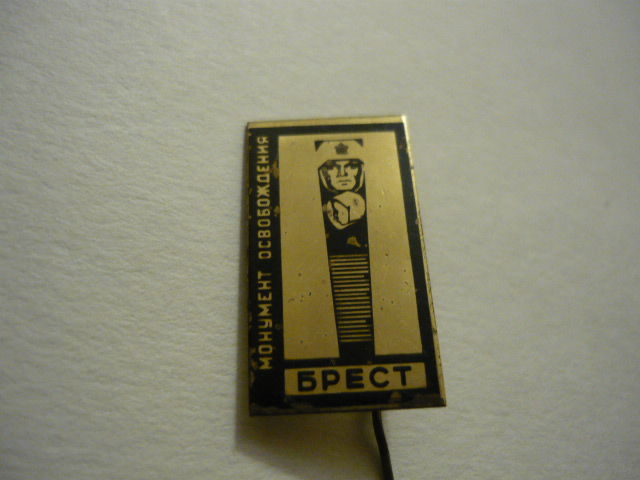 МОНУМЕНТ ОСВОБОЖДЕНИЯ
БРЕСТ